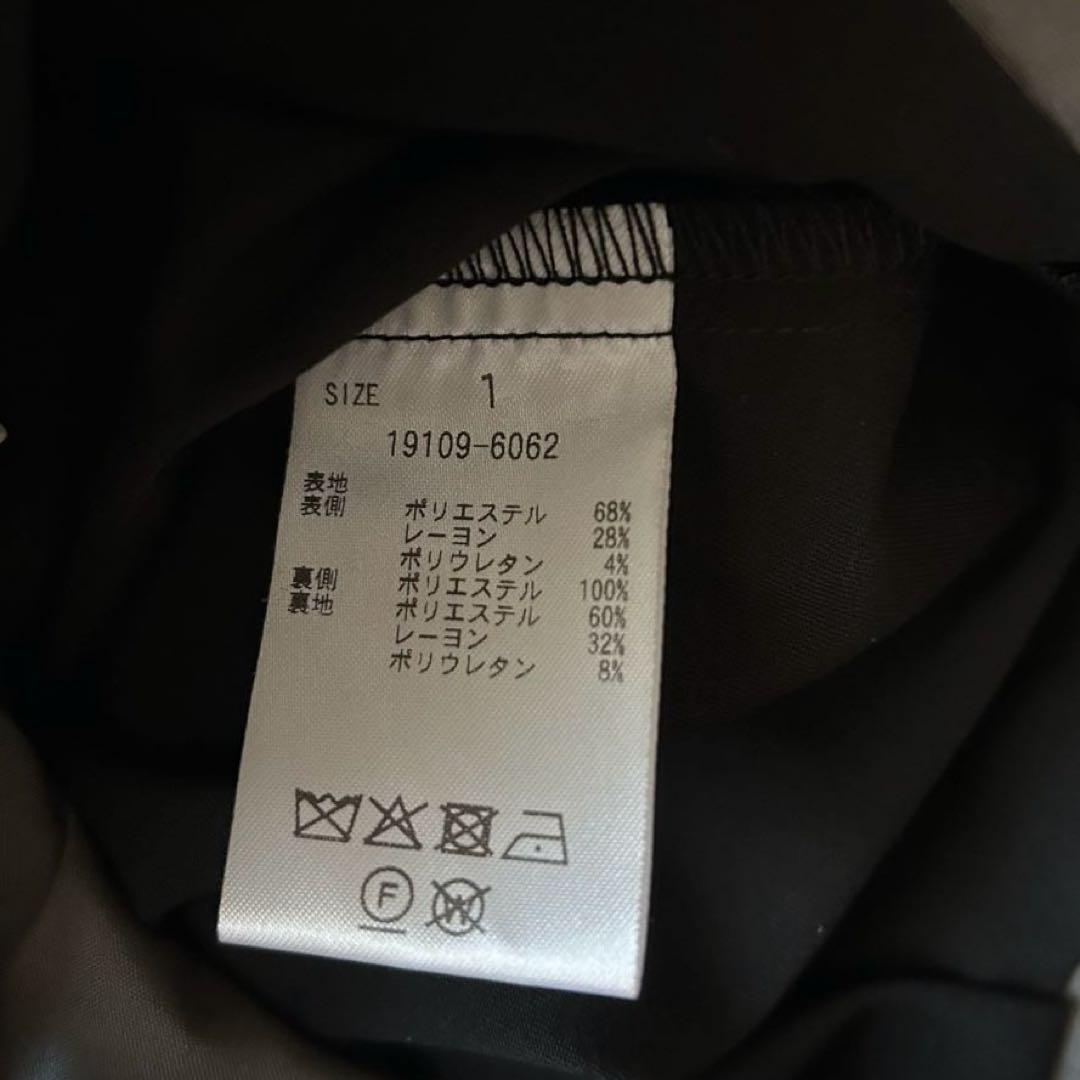 SIZE 1
19109-6062
表地
表側 ポリエステル 68%
レーヨン 28%
ポリウレタン 4%
裏側 ポリエステル 100%
裏地 ポリエステル 60%
レーヨン 32%
ポリウレタン 8%
F W